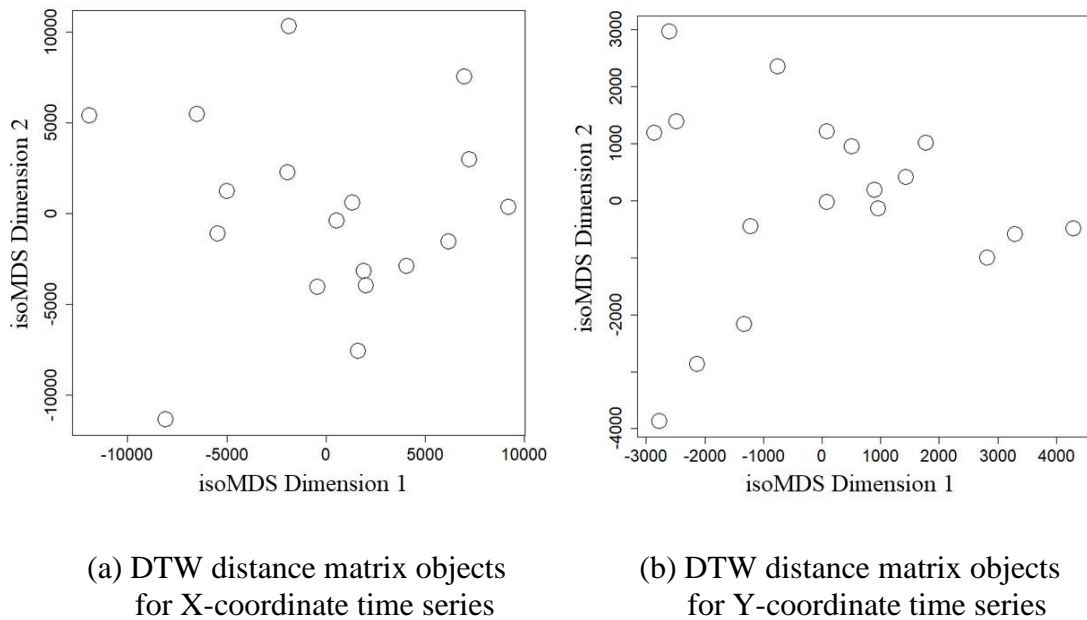 10000
5000
0
-5000
-10000
isoMDS Dimension 2
-10000 -5000 0 5000 10000
isoMDS Dimension 1
(a) DTW distance matrix objects
for X-coordinate time series
3000
2000
1000
0
-2000
-4000
isoMDS Dimension 2
-3000 -2000 -1000 0 1000 2000 3000 4000
isoMDS Dimension 1
(b) DTW distance matrix objects
for Y-coordinate time series